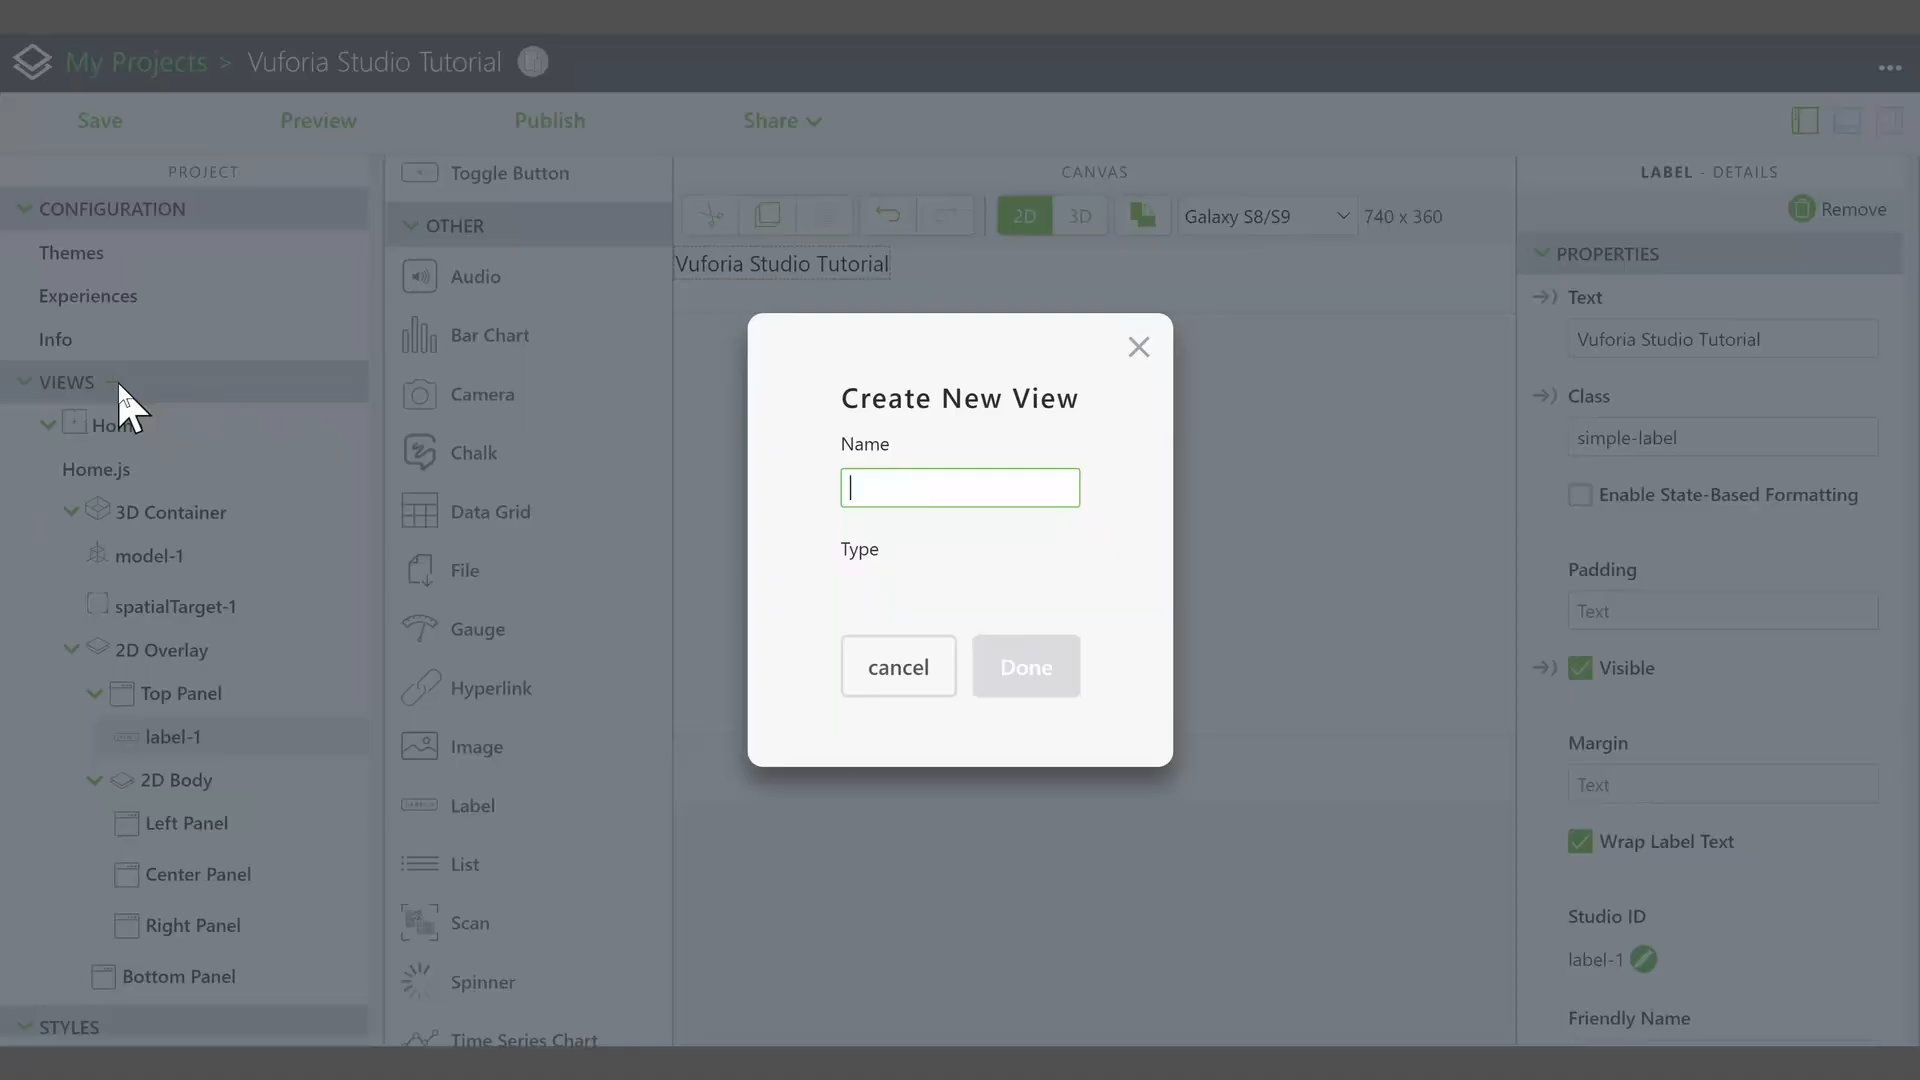 My Projects > Vuforia Studio Tutorial
Save Preview Publish Share
PROJECT
CONFIGURATION
Themes
Experiences
Info
VIEWS
Home.js
3D Container
model-1
spatialTarget-1
2D Overlay
Top Panel
label-1
2D Body
Left Panel
Center Panel
Right Panel
Bottom Panel
STYLES
Toggle Button
OTHER
Audio
Bar Chart
Camera
Chalk
Data Grid
File
Gauge
Hyperlink
Image
Label
List
Scan
Spinner
Time Series Chart
CANVAS
2D 3D Galaxy S8/S9 740 x 360
Vuforia Studio Tutorial
Create New View
Name
Type
cancel Done
LABEL - DETAILS
Remove
PROPERTIES
Text
Vuforia Studio Tutorial
Class
simple-label
Enable State-Based Formatting
Padding
Text
Visible
Margin
Text
Wrap Label Text
Studio ID
label-1
Friendly Name